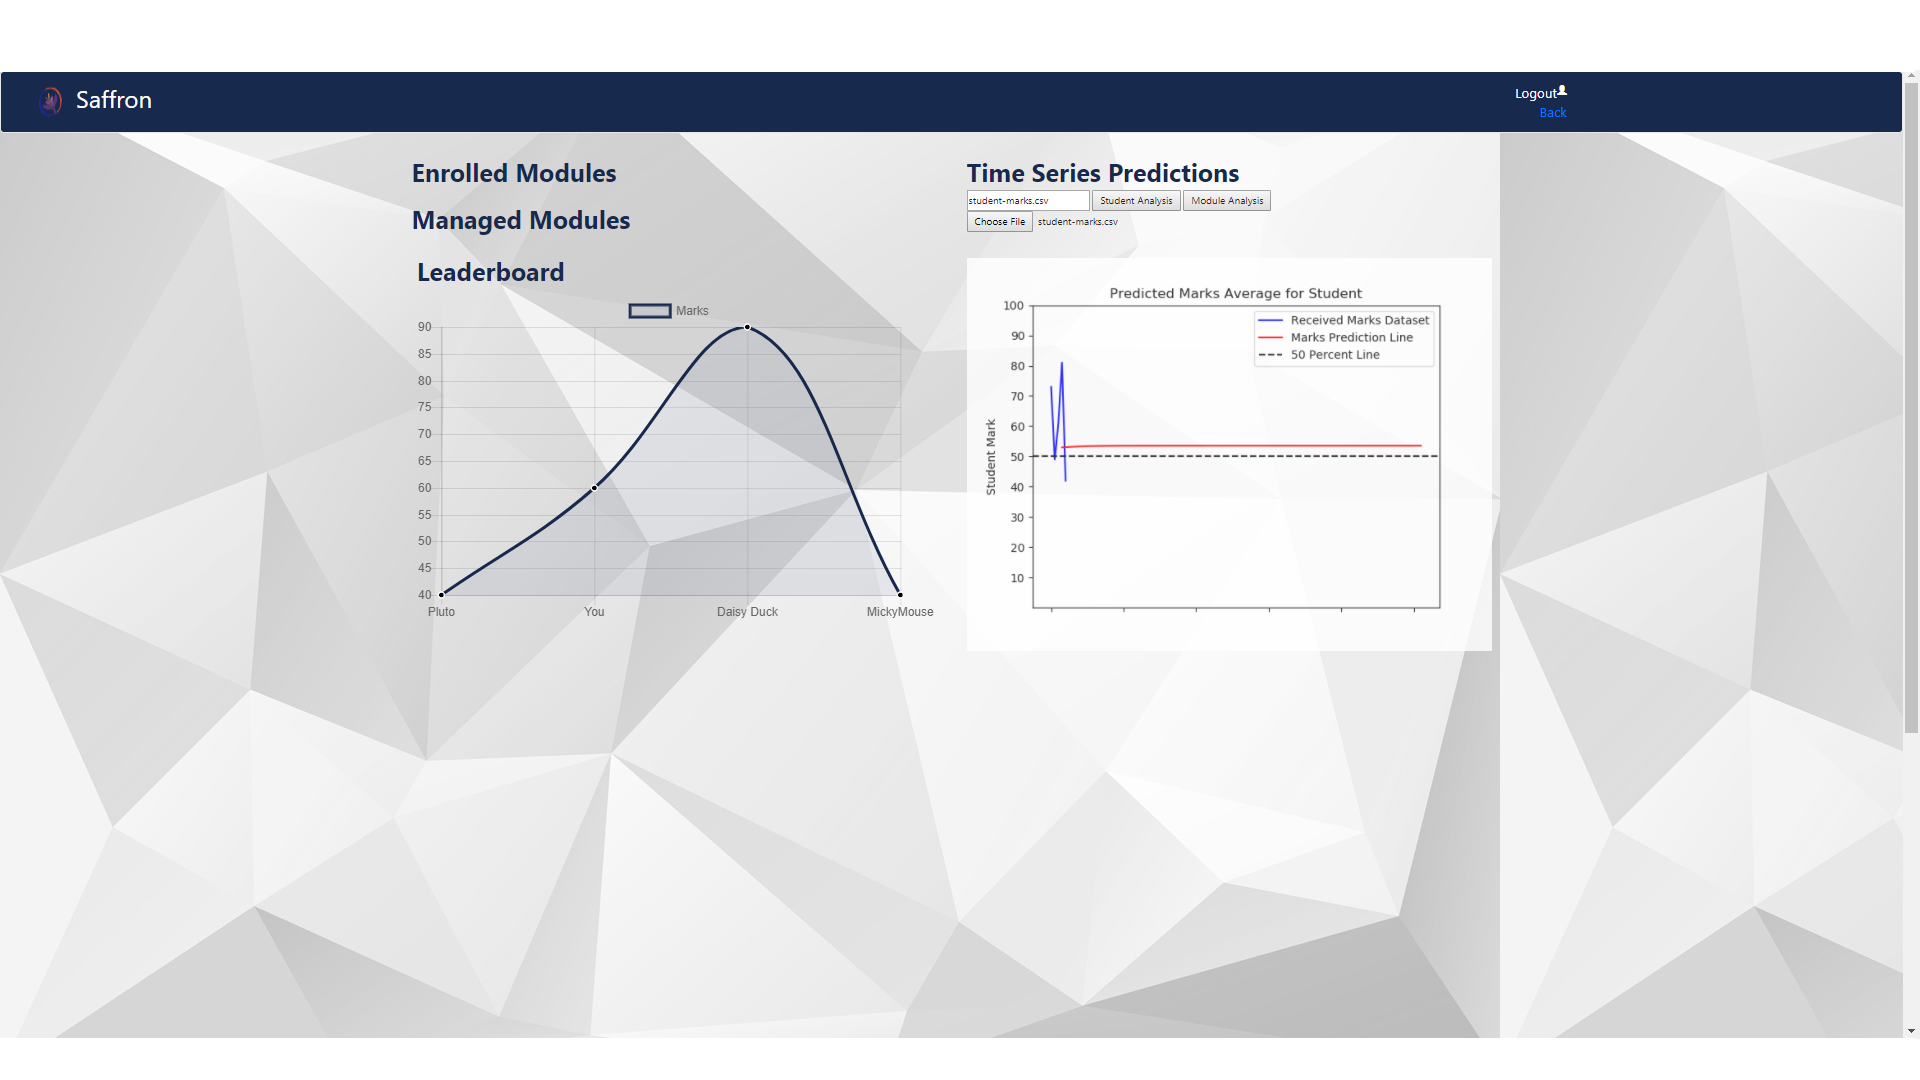 Saffron
Logout
Back
Enrolled Modules
Managed Modules
Leaderboard
Marks
90
85
80
75
70
65
60
55
50
45
40
Pluto
You
Daisy Duck
MickyMouse
Time Series Predictions
student-marks.csv
Student Analysis
Module Analysis
Choose File
student-marks.csv
Predicted Marks Average for Student
Received Marks Dataset
Marks Prediction Line
50 Percent Line
Student Mark
100
90
80
70
60
50
40
30
20
10